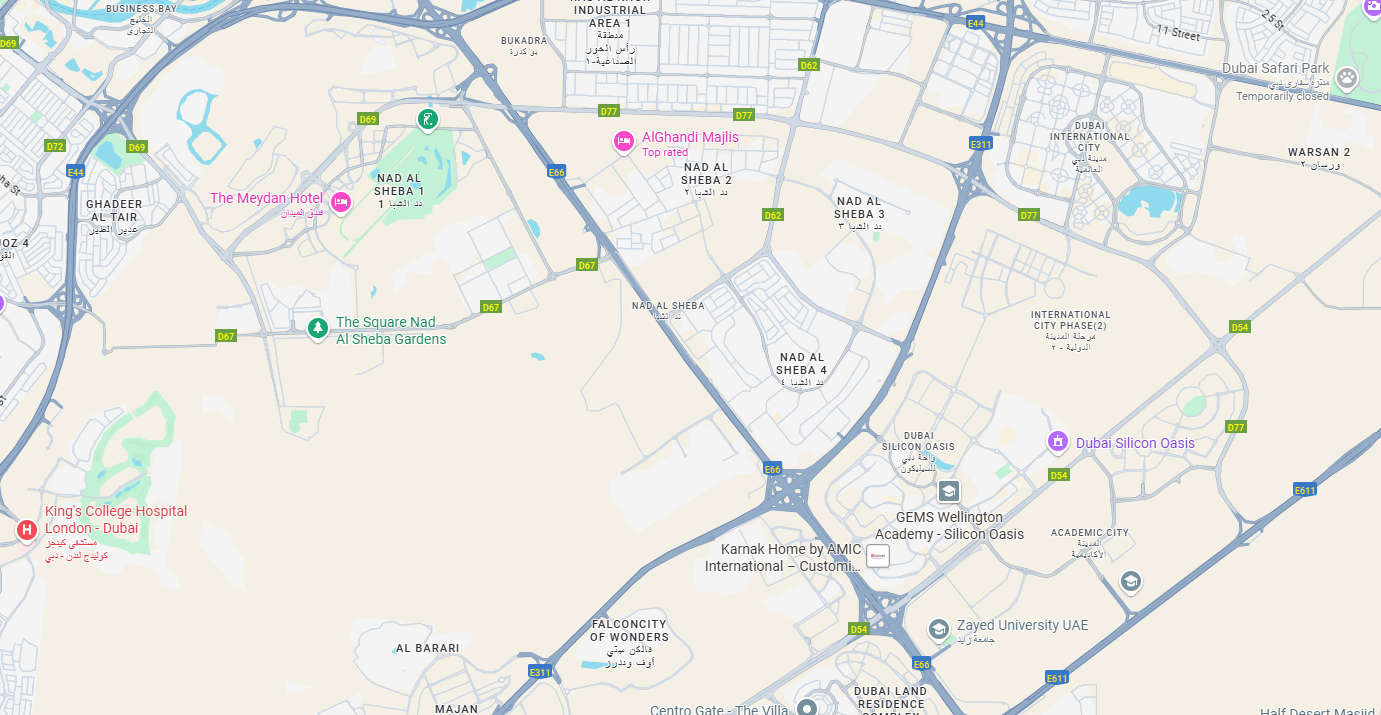 BUSINESS BAY
الخليج
التجاري
D69
INDUSTRIAL
AREA 1
منطقة
رأس الخور
الصناعية-١
BUKADRA
بو كدرة
E44
11 Street
25 St
Dubai Safari Park
منتزه سفاري دبي
Temporarily closed
D62
D69
D77
D77
D72
D69
E44
E66
AlGhandi Majlis
Top rated
NAD AL
SHEBA 2
ند الشبا ٢
E311
DUBAI
INTERNATIONAL
CITY
مدينة دبي
العالمية
WARSAN 2
ورسان ٢
NAD AL
SHEBA 1
ند الشبا 1
The Meydan Hotel
فندق الميدان
GHADEER
AL TAIR
غدير الطير
OZ 4
القو
D62
NAD AL
SHEBA 3
ند الشبا ٣
D77
D67
D67
NAD AL SHEBA
ند الشبا
The Square Nad
Al Sheba Gardens
D67
INTERNATIONAL
CITY PHASE(2)
مرحلة المدينة
الدولية - ٢
D54
NAD AL
SHEBA 4
ند الشبا ٤
D77
DUBAI
SILICON OASIS
واحة دبي
للسيليكون
Dubai Silicon Oasis
D54
E66
E611
King's College Hospital
London - Dubai
مستشفى كينجز
كوليدج لندن - دبي
GEMS Wellington
Academy - Silicon Oasis
ACADEMIC CITY
المدينة
الأكاديمية
Karnak Home by AMIC
International – Customi...
FALCONCITY
OF WONDERS
فالكن سيتي
أوف وندرز
D54
Zayed University UAE
جامعة زايد
AL BARARI
E311
E66
E611
DUBAI LAND
RESIDENCE
COMPLEX
MAJAN
Centro Gate - The Villa
Half Desert Masjid